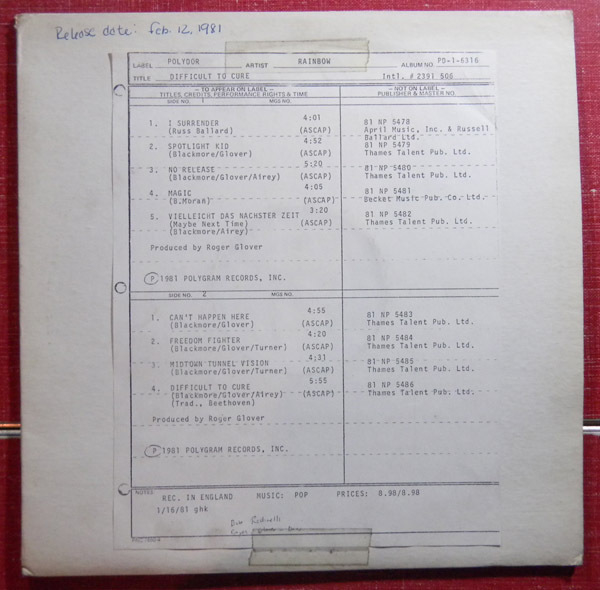 Release date: Feb. 12, 1981
LABEL POLYDOR ARTIST RAINBOW ALBUM NO. PD-1-6316
TITLE DIFFICULT TO CURE Intl. # 2391 506
— TO APPEAR ON LABEL — — NOT ON LABEL —
TITLES, CREDITS, PERFORMANCE RIGHTS & TIME PUBLISHER & MASTER NO.
SIDE NO. 1 MGS NO.
4:01
1. I SURRENDER 81 NP 5478
(Russ Ballard) (ASCAP) April Music, Inc. & Russell
4:52 Ballard Ltd.
2. SPOTLIGHT KID 81 NP 5479
(Blackmore/Glover) (ASCAP) Thames Talent Pub. Ltd.
5:20
3. NO RELEASE 81 NP 5480
(Blackmore/Glover/Airey) (ASCAP) Thames Talent Pub. Ltd.
4:05
4. MAGIC 81 NP 5481
(B.Moran) (ASCAP) Becket Music Pub. Co. Ltd.
3:20
5. VIELLEICHT DAS NACHSTER ZEIT 81 NP 5482
(Maybe Next Time) (ASCAP) Thames Talent Pub. Ltd.
(Blackmore/Airey)
Produced by Roger Glover
P 1981 POLYGRAM RECORDS, INC.
SIDE NO. 2 MGS NO.
4:55
1. CAN'T HAPPEN HERE 81 NP 5483
(Blackmore/Glover) (ASCAP) Thames Talent Pub. Ltd.
4:20
2. FREEDOM FIGHTER 81 NP 5484
(Blackmore/Glover/Turner) (ASCAP) Thames Talent Pub. Ltd.
4:31
3. MIDTOWN TUNNEL VISION 81 NP 5485
(Blackmore/Glover/Turner) (ASCAP) Thames Talent Pub. Ltd.
5:55
4. DIFFICULT TO CURE 81 NP 5486
(Blackmore/Glover/Airey) (ASCAP) Thames Talent Pub. Ltd.
(Trad., Beethoven)
Produced by Roger Glover
P 1981 POLYGRAM RECORDS, INC.
NOTES
REC. IN ENGLAND MUSIC: POP PRICES: 8.98/8.98
1/16/81 ghk